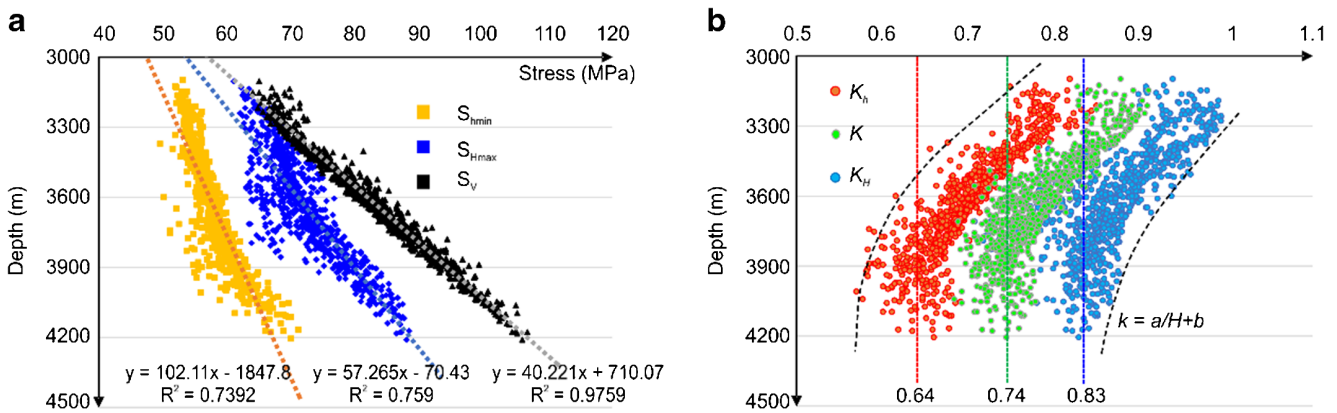 a
40 50 60 70 80 90 100 110 120
Stress (MPa)
Depth (m)
3000
3300
3600
3900
4200
4500
Shmin
SHmax
SV
y = 102.11x - 1847.8
R² = 0.7392
y = 57.265x - 70.43
R² = 0.759
y = 40.221x + 710.07
R² = 0.9759
b
0.5 0.6 0.7 0.8 0.9 1 1.1
Depth (m)
3000
3300
3600
3900
4200
4500
Kh
K
KH
k = a/H+b
0.64 0.74 0.83